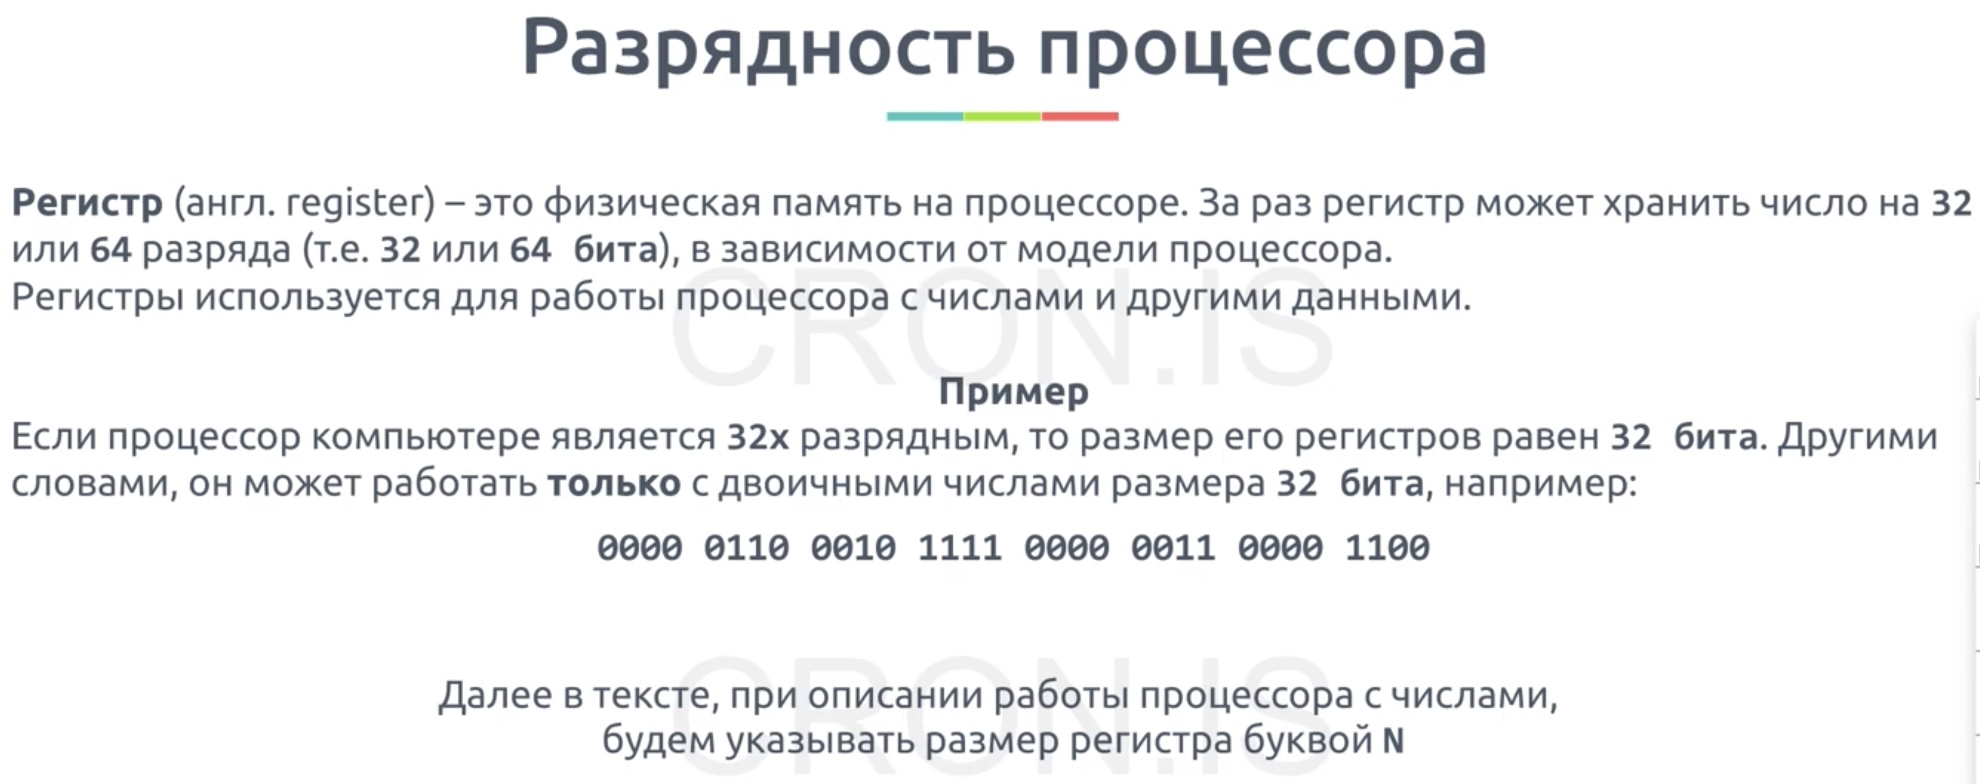 Разрядность процессора
Регистр (англ. register) – это физическая память на процессоре. За раз регистр может хранить число на 32
или 64 разряда (т.е. 32 или 64 бита), в зависимости от модели процессора.
Регистры используется для работы процессора с числами и другими данными.
CRON.IS
Пример
Если процессор компьютере является 32х разрядным, то размер его регистров равен 32 бита. Другими
словами, он может работать только с двоичными числами размера 32 бита, например:
0000 0110 0010 1111 0000 0011 0000 1100
CRON.IS
Далее в тексте, при описании работы процессора с числами,
будем указывать размер регистра буквой N